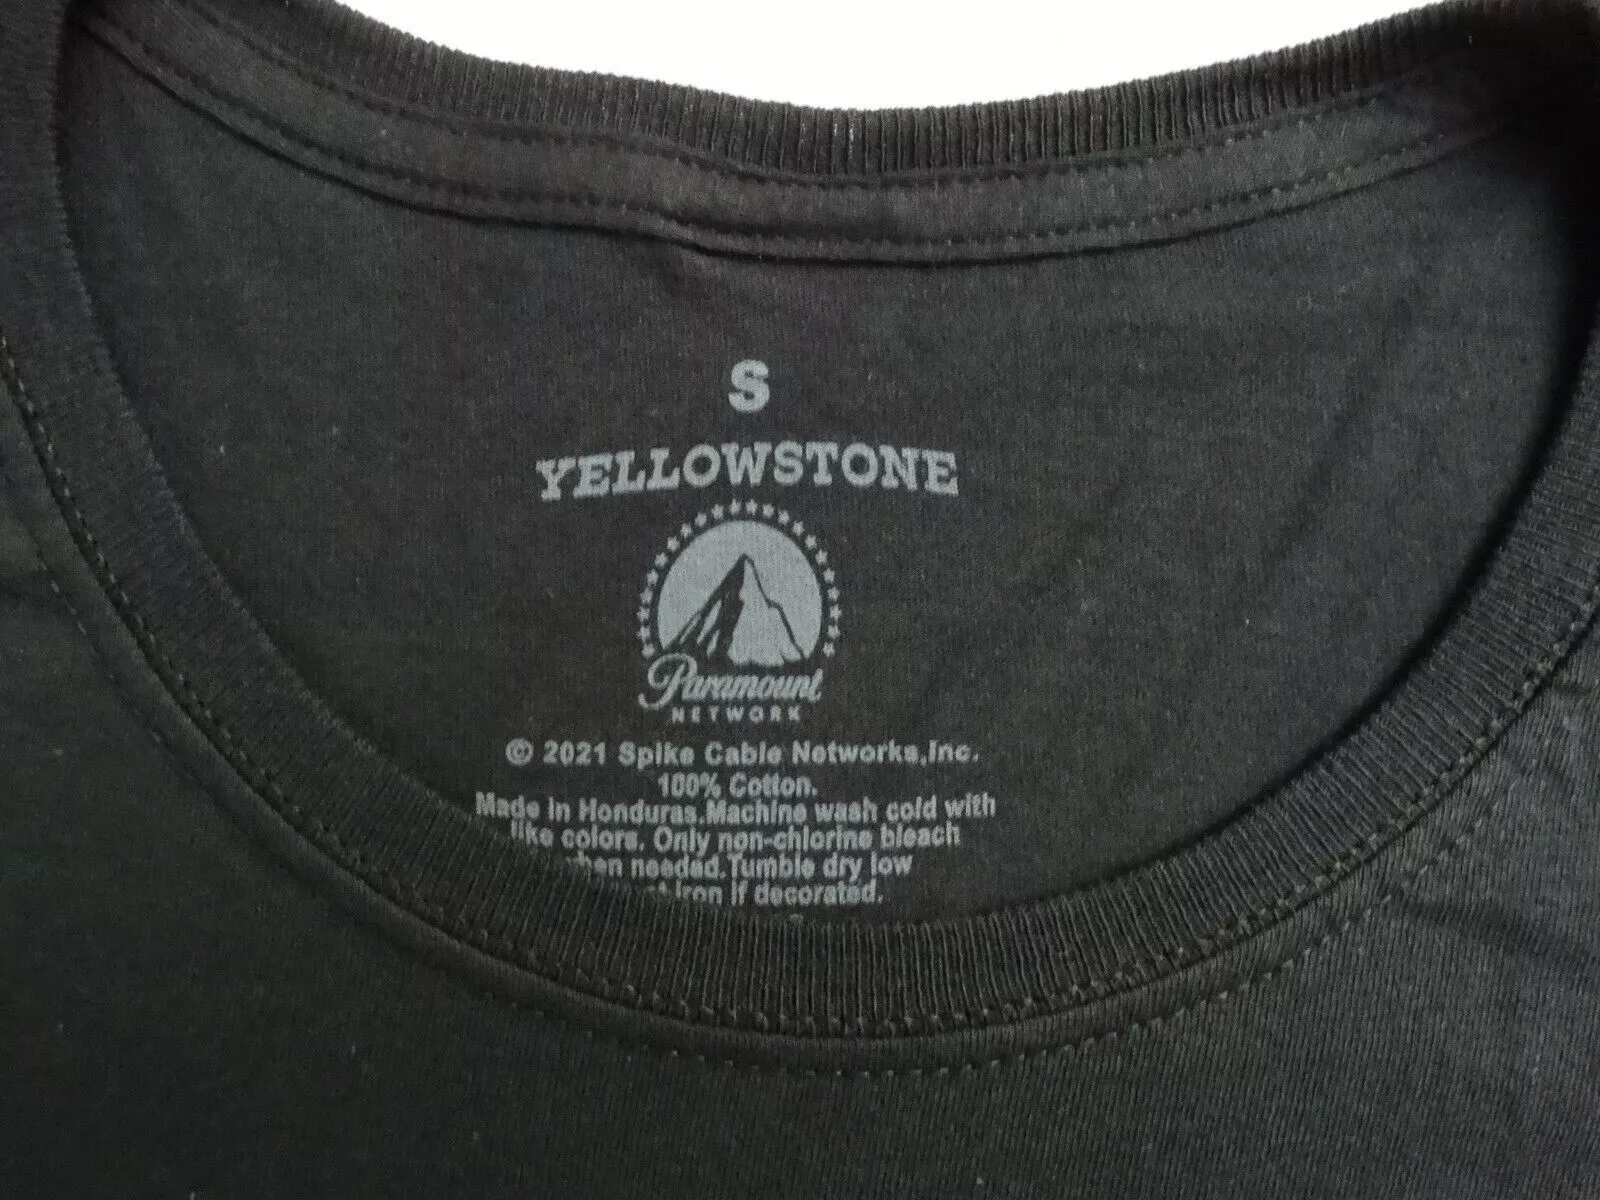 S
YELLOWSTONE
Paramount
NETWORK
© 2021 Spike Cable Networks,Inc.
100% Cotton.
Made in Honduras.Machine wash cold with
like colors. Only non-chlorine bleach
needed.Tumble dry low
iron if decorated.